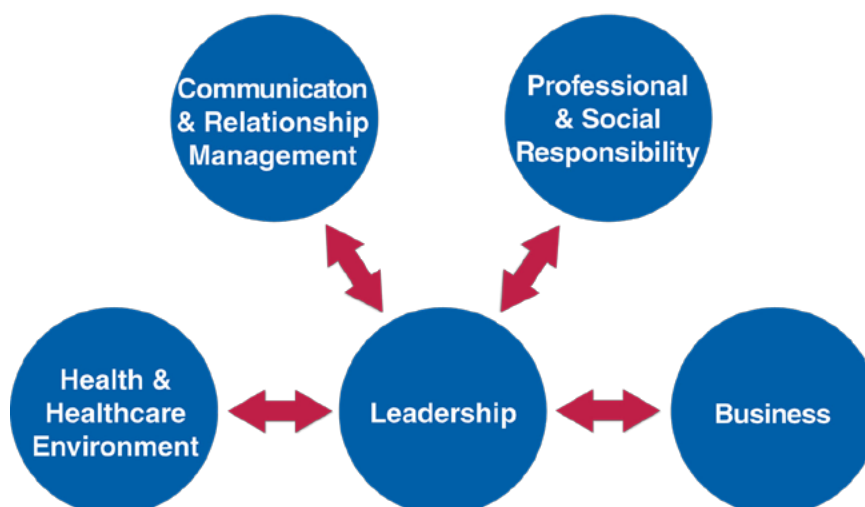 Communicaton
& Relationship
Management
Professional
& Social
Responsibility
Health &
Healthcare
Environment
Leadership
Business